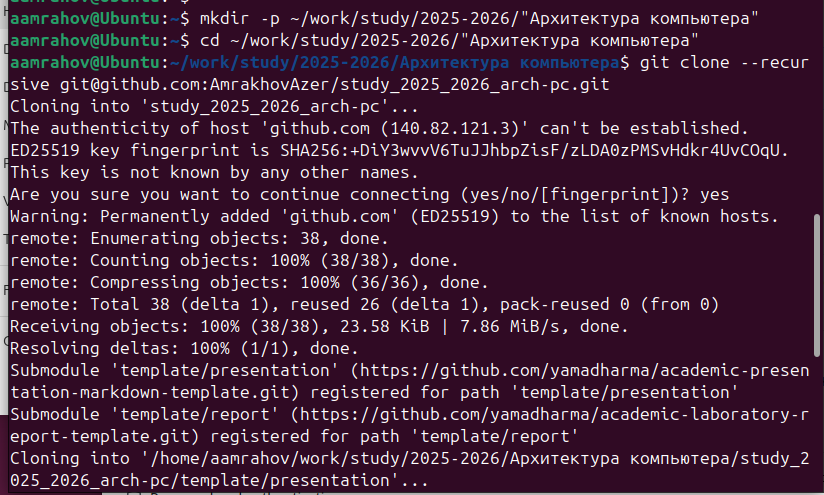 aamrahov@Ubuntu:~$ mkdir -p ~/work/study/2025-2026/"Архитектура компьютера"
aamrahov@Ubuntu:~$ cd ~/work/study/2025-2026/"Архитектура компьютера"
aamrahov@Ubuntu:~/work/study/2025-2026/Архитектура компьютера$ git clone --recur
sive git@github.com:AmrakhovAzer/study_2025_2026_arch-pc.git
Cloning into 'study_2025_2026_arch-pc'...
The authenticity of host 'github.com (140.82.121.3)' can't be established.
ED25519 key fingerprint is SHA256:+DiY3wvvV6TuJJhbpZisF/zLDA0zPMSvHdkr4UvCOqU.
This key is not known by any other names.
Are you sure you want to continue connecting (yes/no/[fingerprint])? yes
Warning: Permanently added 'github.com' (ED25519) to the list of known hosts.
remote: Enumerating objects: 38, done.
remote: Counting objects: 100% (38/38), done.
remote: Compressing objects: 100% (36/36), done.
remote: Total 38 (delta 1), reused 26 (delta 1), pack-reused 0 (from 0)
Receiving objects: 100% (38/38), 23.58 KiB | 7.86 MiB/s, done.
Resolving deltas: 100% (1/1), done.
Submodule 'template/presentation' (https://github.com/yamadharma/academic-presen
tation-markdown-template.git) registered for path 'template/presentation'
Submodule 'template/report' (https://github.com/yamadharma/academic-laboratory-r
eport-template.git) registered for path 'template/report'
Cloning into '/home/aamrahov/work/study/2025-2026/Архитектура компьютера/study_2
025_2026_arch-pc/template/presentation'...